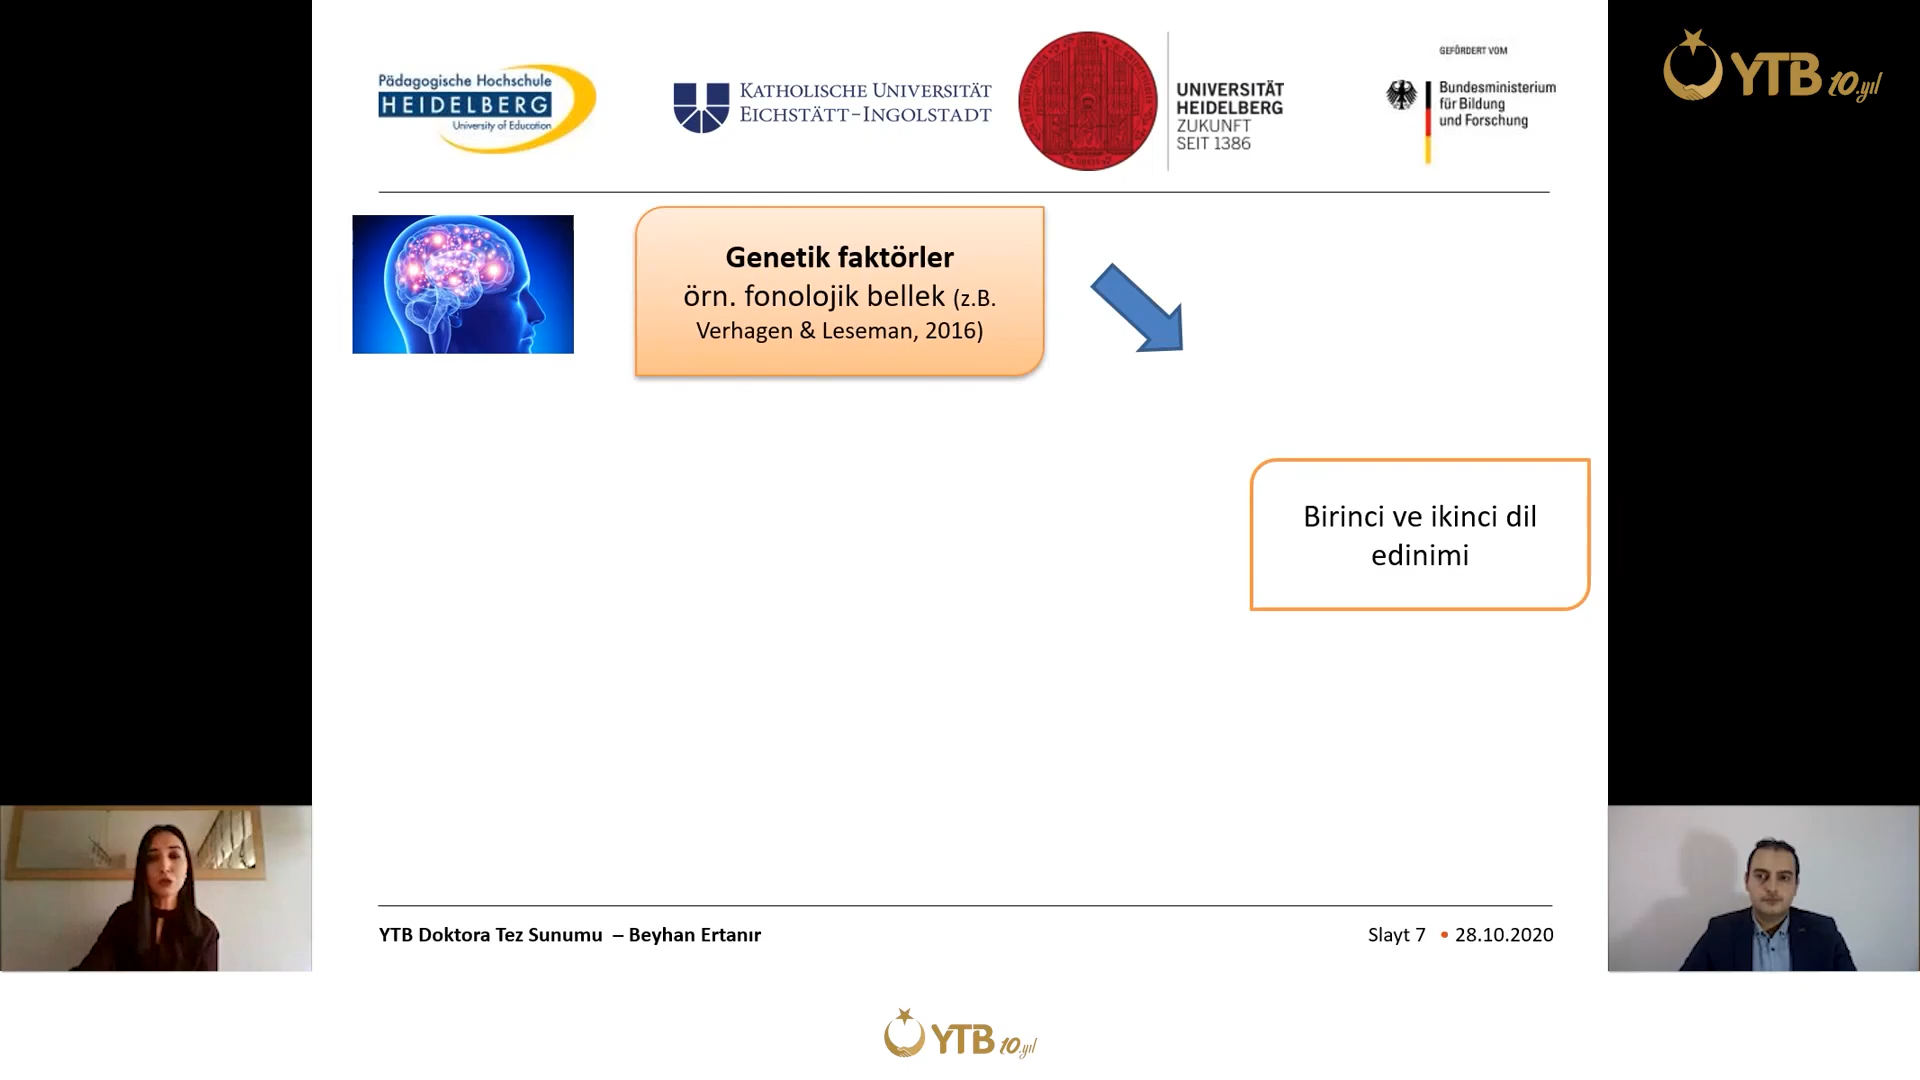 Pädagogische Hochschule
HEIDELBERG
University of Education
KATHOLISCHE UNIVERSITÄT
EICHSTÄTT-INGOLSTADT
UNIVERSITÄT
HEIDELBERG
ZUKUNFT
SEIT 1386
GEFÖRDERT VOM
Bundesministerium
für Bildung
und Forschung
YTB 10.yıl
Genetik faktörler
örn. fonolojik bellek (z.B.
Verhagen & Leseman, 2016)
Birinci ve ikinci dil
edinimi
YTB Doktora Tez Sunumu – Beyhan Ertanır
Slayt 7 • 28.10.2020
YTB 10.yıl